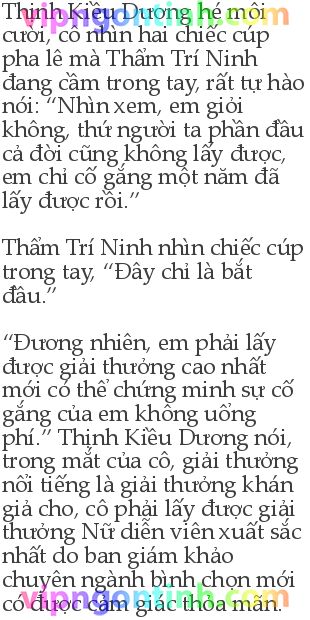 Thịnh Kiều Dương hé môi
vipngontinh.com
cười, cô nhìn hai chiếc cúp
pha lê mà Thẩm Trí Ninh
đang cầm trong tay, rất tự hào
nói: “Nhìn xem, em giỏi
không, thứ người ta phần đầu
cả đời cũng không lấy được,
em chỉ cố gắng một năm đã
lấy được rồi.”
Thẩm Trí Ninh nhìn chiếc cúp
trong tay, “Đây chi là bắt
đầu.”
“Đương nhiên, em phải lấy
được giải thưởng cao nhất
mới có thể chứng minh sự cố
gắng của em không uổng
phí.” Thịnh Kiều Dương nói,
trong mắt của cô, giải thưởng
nổi tiếng là giải thưởng khán
giả cho, cô phải lấy được giải
thưởng Nữ diễn viên xuất sắc
nhất do ban giám khảo
chuyên ngành bình chọn mới
vipngontinh.com
có được cảm giác thỏa mãn.